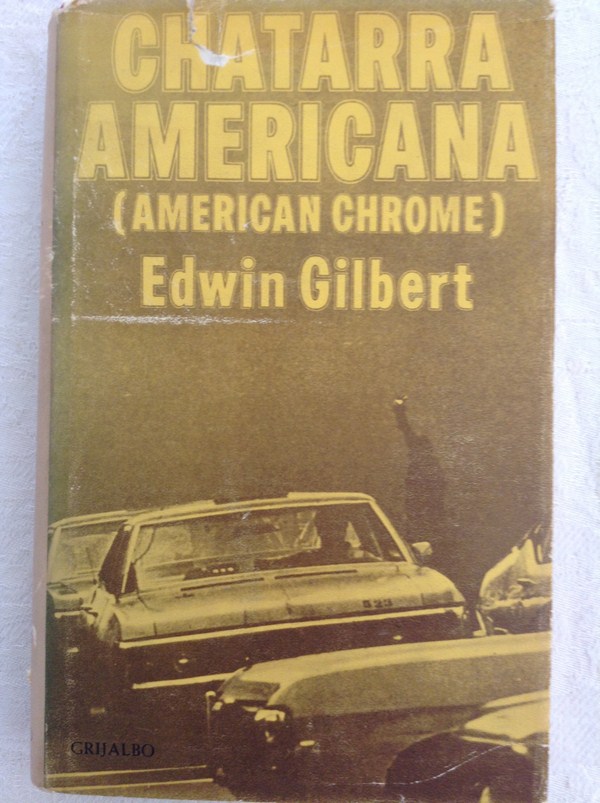 CHATARRA
AMERICANA
(AMERICAN CHROME)
Edwin Gilbert
GRIJALBO